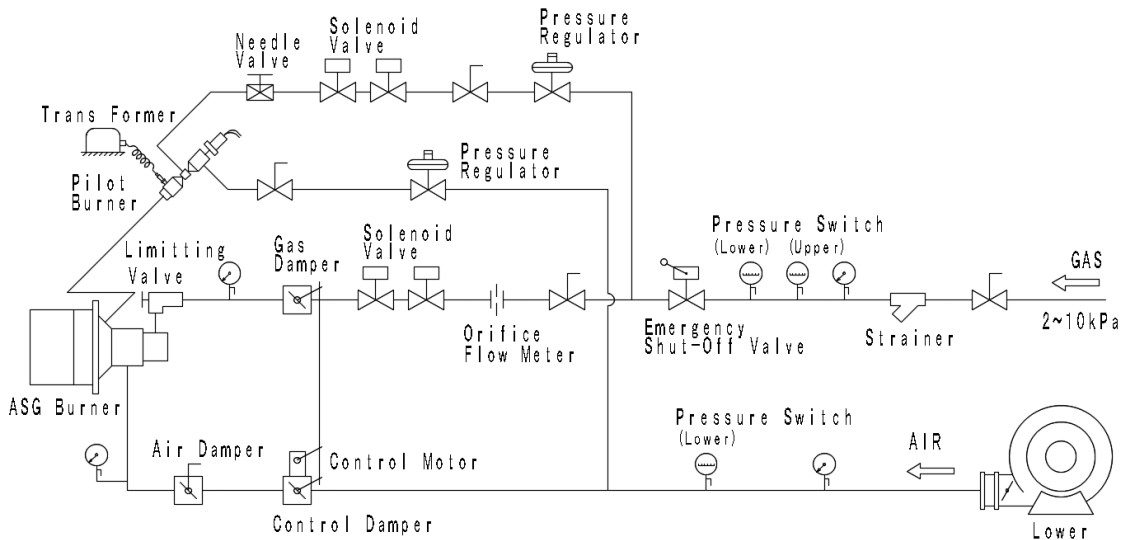 Needle
Valve
Solenoid
Valve
Pressure
Regulator
Trans Former
Pilot
Burner
Pressure
Regulator
Limitting
Valve
Gas
Damper
Solenoid
Valve
Pressure Switch
(Lower) (Upper)
GAS
2~10kPa
Orifice
Flow Meter
Emergency
Shut-Off Valve
Strainer
ASG Burner
Air Damper
Control Motor
Control Damper
Pressure Switch
(Lower)
AIR
Lower